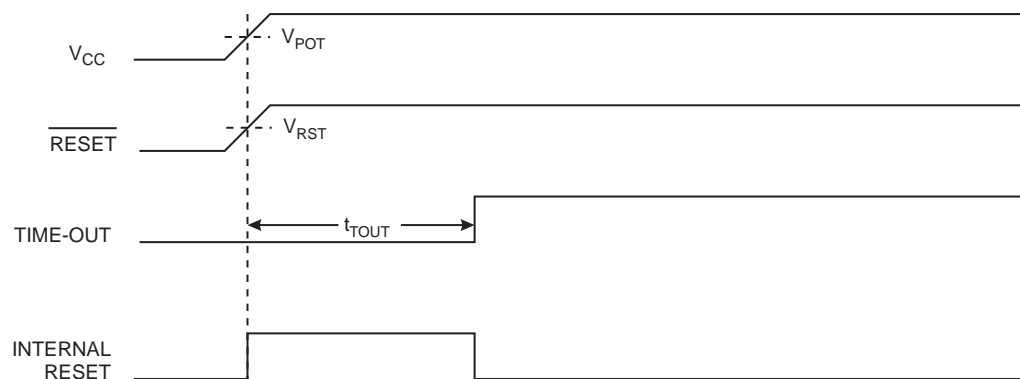 VCC
VPOT
RESET
VRST
TIME-OUT
tTOUT
INTERNAL
RESET